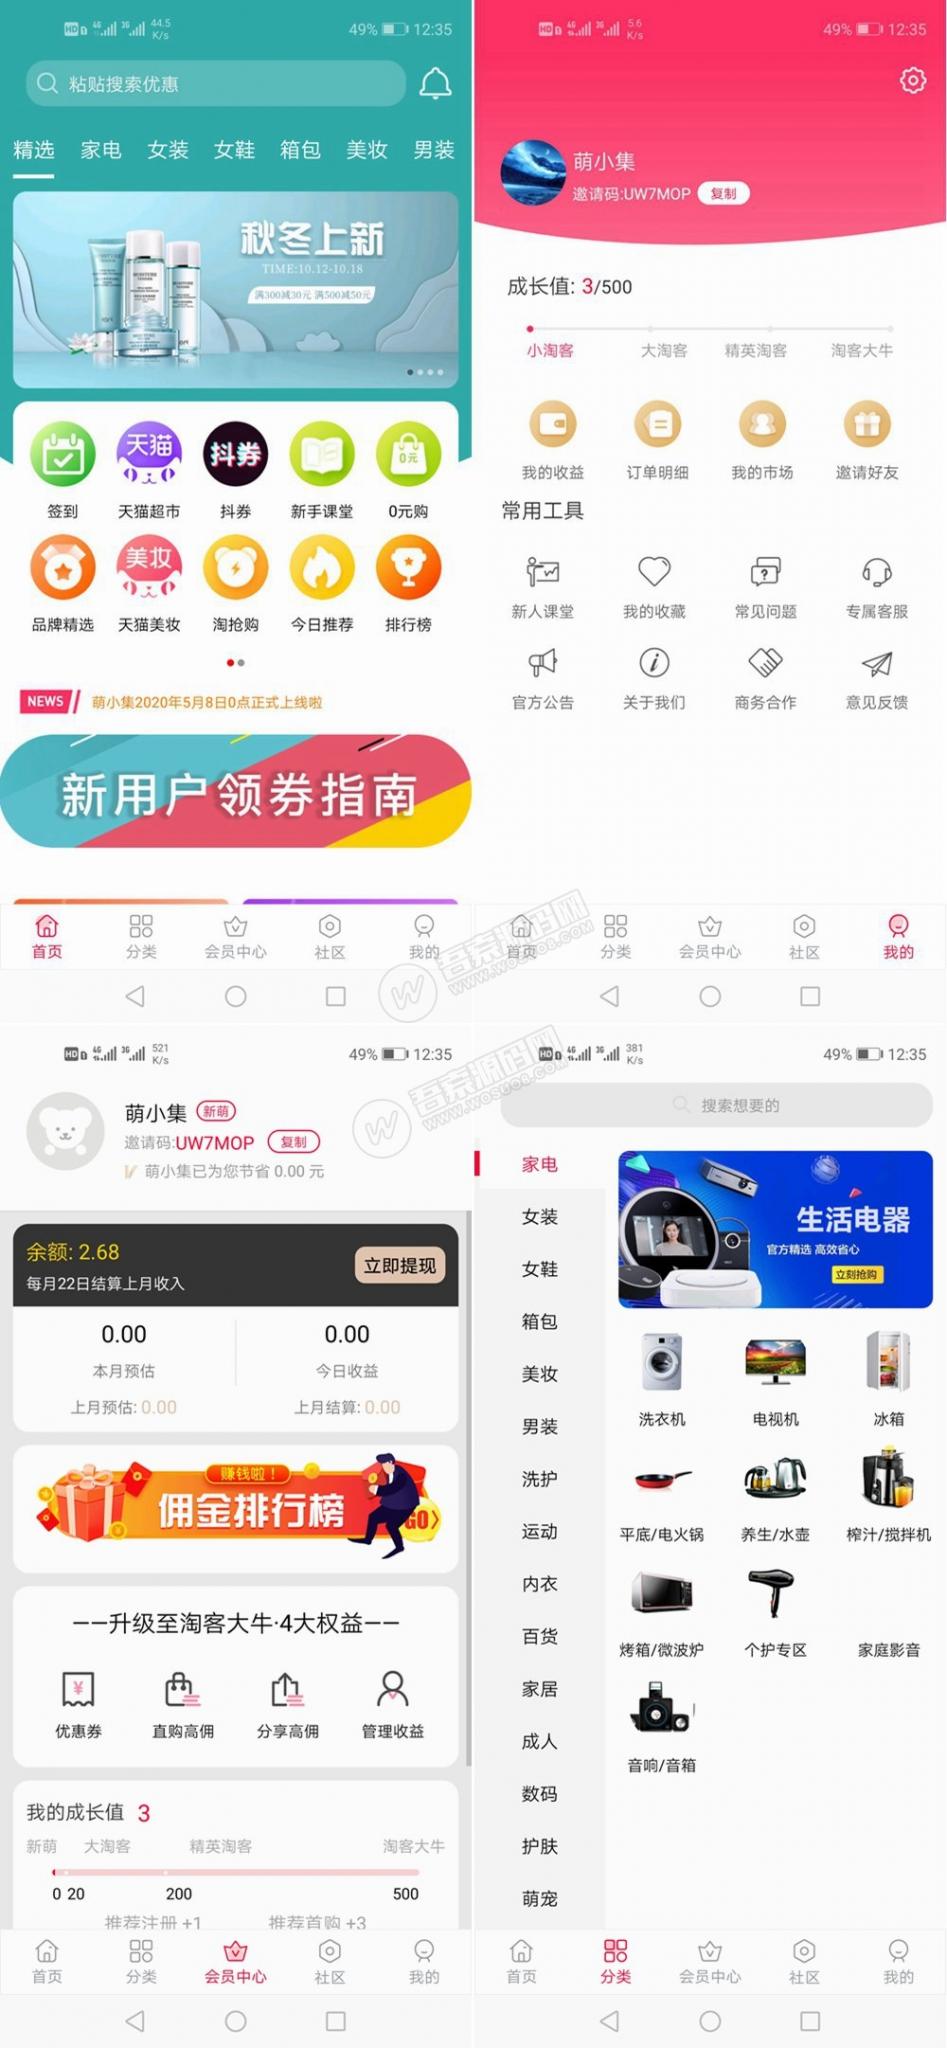 44.5
K/s
49% 12:35
粘贴搜索优惠
精选 家电 女装 女鞋 箱包 美妆 男装
秋冬上新
TIME:10.12-10.18
满300减30元 满500减50元
天猫 抖券 0元
签到 天猫超市 抖券 新手课堂 0元购
美妆
品牌精选 天猫美妆 淘抢购 今日推荐 排行榜
NEWS 萌小集2020年5月8日0点正式上线啦
新用户领券指南
首页 分类 会员中心 社区 我的
5.6
K/s
49% 12:35
萌小集
邀请码:UW7MOP 复制
成长值: 3/500
小淘客 大淘客 精英淘客 淘客大牛
我的收益 订单明细 我的市场 邀请好友
常用工具
新人课堂 我的收藏 常见问题 专属客服
官方公告 关于我们 商务合作 意见反馈
首页 分类 会员中心 社区 我的
吾爱源码网
www.wosmob.com
521
K/s
49% 12:35
萌小集 新萌
邀请码:UW7MOP 复制
萌小集已为您节省 0.00 元
余额: 2.68
每月22日结算上月收入
立即提现
0.00 0.00
本月预估 今日收益
上月预估: 0.00 上月结算: 0.00
赚钱啦！
佣金排行榜
GO
——升级至淘客大牛·4大权益——
优惠券 直购高佣 分享高佣 管理收益
我的成长值 3
新萌 大淘客 精英淘客 淘客大牛
0 20 200 500
推荐注册 +1 推荐首购 +3
首页 分类 会员中心 社区 我的
381
K/s
49% 12:35
搜索想要的
家电
女装
女鞋
箱包
美妆
男装
洗护
运动
内衣
百货
家居
成人
数码
护肤
萌宠
生活电器
官方精选 高效省心
立刻抢购
洗衣机 电视机 冰箱
平底/电火锅 养生/水壶 榨汁/搅拌机
烤箱/微波炉 个护专区 家庭影音
音响/音箱
首页 分类 会员中心 社区 我的